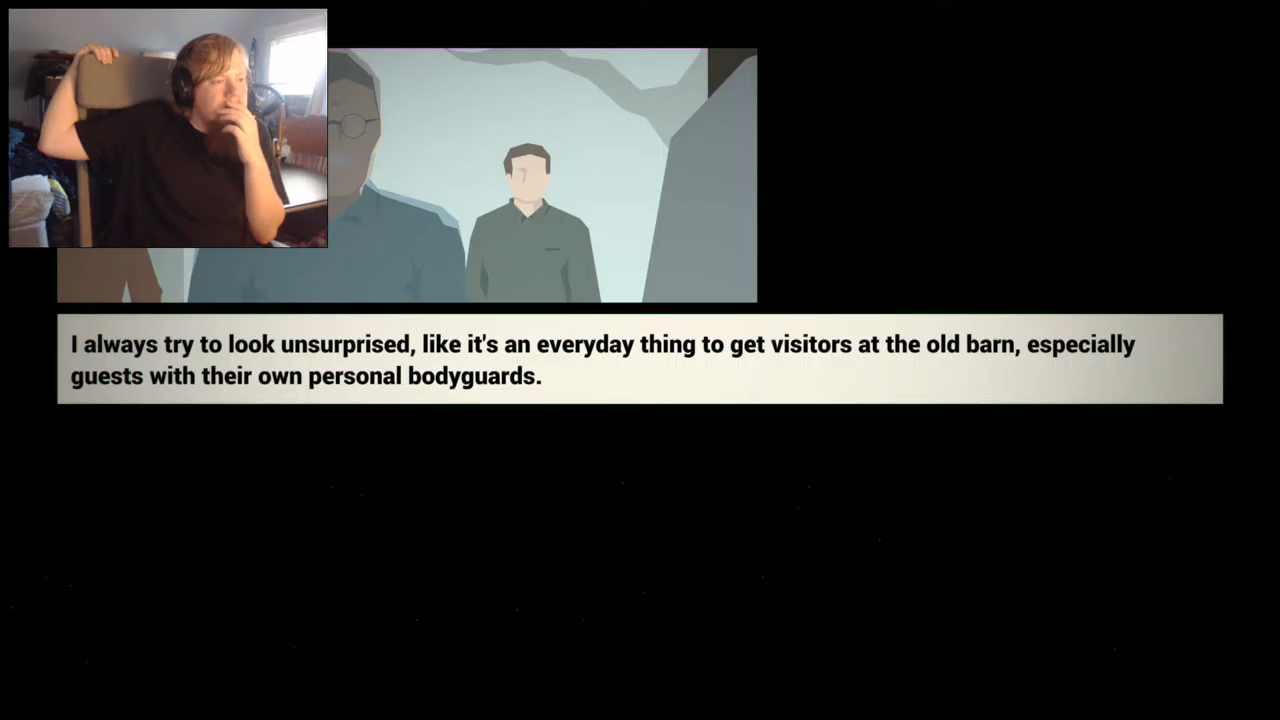 I always try to look unsurprised, like it's an everyday thing to get visitors at the old barn, especially
guests with their own personal bodyguards.